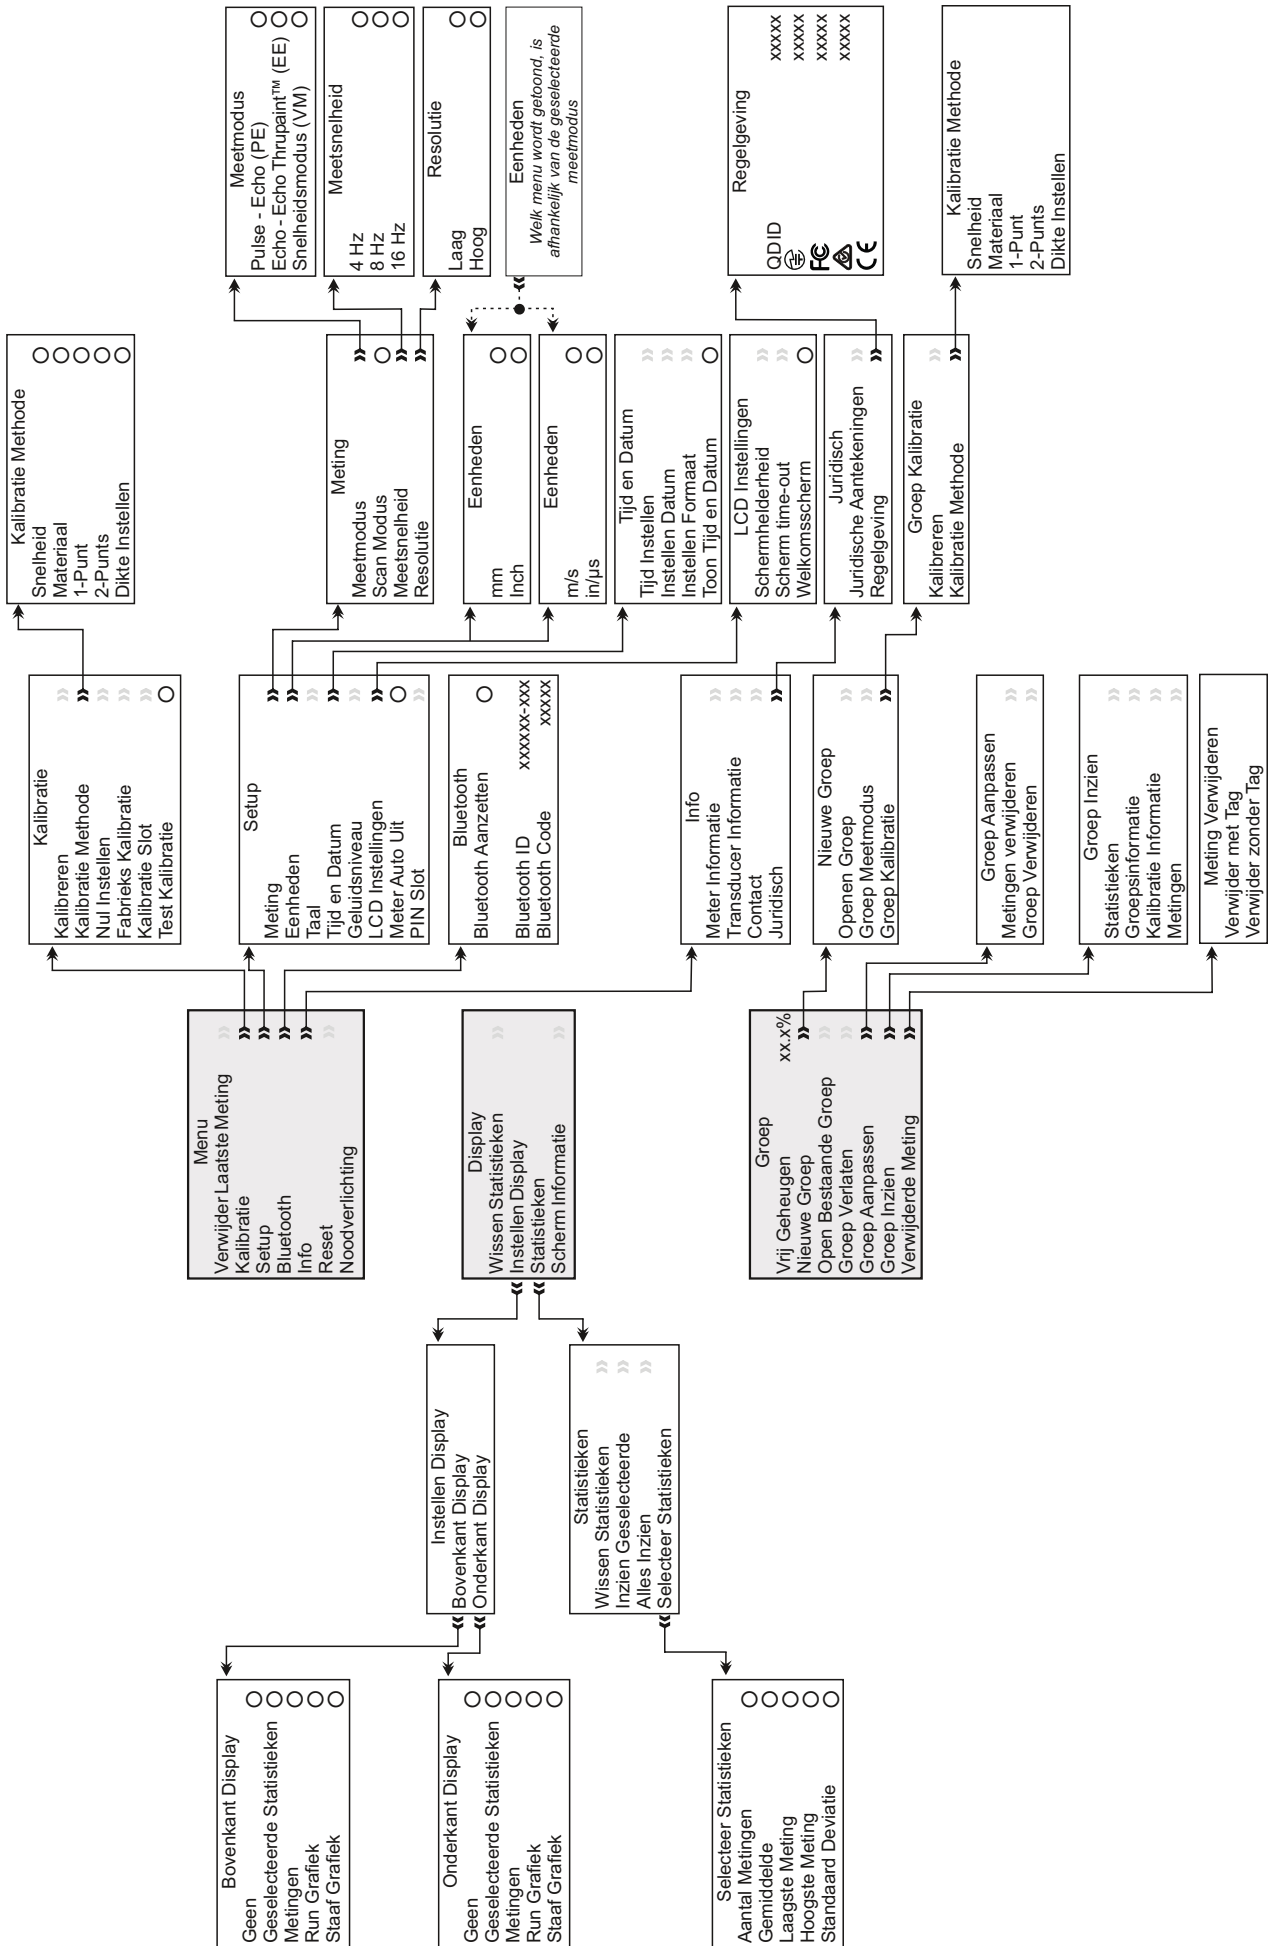 Bovenkant Display
Geen
Geselecteerde Statistieken
Metingen
Run Grafiek
Staaf Grafiek
Onderkant Display
Geen
Geselecteerde Statistieken
Metingen
Run Grafiek
Staaf Grafiek
Selecteer Statistieken
Aantal Metingen
Gemiddelde
Laagste Meting
Hoogste Meting
Standaard Deviatie
Instellen Display
Bovenkant Display
Onderkant Display
Statistieken
Wissen Statistieken
Inzien Geselecteerde
Alles Inzien
Selecteer Statistieken
Menu
Verwijder Laatste Meting
Kalibratie
Setup
Bluetooth
Info
Reset
Noodverlichting
Display
Wissen Statistieken
Instellen Display
Statistieken
Scherm Informatie
Groep
Vrij Geheugen xx.x%
Nieuwe Groep
Open Bestaande Groep
Groep Verlaten
Groep Aanpassen
Groep Inzien
Verwijderde Meting
Kalibratie
Kalibreren
Kalibratie Methode
Nul Instellen
Fabrieks Kalibratie
Kalibratie Slot
Test Kalibratie
Setup
Meting
Eenheden
Taal
Tijd en Datum
Geluidsniveau
LCD Instellingen
Meter Auto Uit
PIN Slot
Bluetooth
Bluetooth Aanzetten
Bluetooth ID xxxxxx-xxx
Bluetooth Code xxxxx
Info
Meter Informatie
Transducer Informatie
Contact
Juridisch
Nieuwe Groep
Openen Groep
Groep Meetmodus
Groep Kalibratie
Groep Aanpassen
Metingen verwijderen
Groep Verwijderen
Groep Inzien
Statistieken
Groepsinformatie
Kalibratie Informatie
Metingen
Meting Verwijderen
Verwijder met Tag
Verwijder zonder Tag
Kalibratie Methode
Snelheid
Materiaal
1-Punt
2-Punts
Dikte Instellen
Meting
Meetmodus
Scan Modus
Meetsnelheid
Resolutie
Eenheden
mm
Inch
Eenheden
m/s
in/µs
Tijd en Datum
Tijd Instellen
Instellen Datum
Instellen Formaat
Toon Tijd en Datum
LCD Instellingen
Schermhelderheid
Scherm time-out
Welkomsscherm
Juridisch
Juridische Aantekeningen
Regelgeving
Groep Kalibratie
Kalibreren
Kalibratie Methode
Meetmodus
Pulse - Echo (PE)
Echo - Echo Thrupaint™ (EE)
Snelheidsmodus (VM)
Meetsnelheid
4 Hz
8 Hz
16 Hz
Resolutie
Laag
Hoog
Eenheden
Welk menu wordt getoond, is
afhankelijk van de geselecteerde
meetmodus
Regelgeving
QDID xxxxx
xxxxx
FC xxxxx
CE xxxxx
Kalibratie Methode
Snelheid
Materiaal
1-Punt
2-Punts
Dikte Instellen